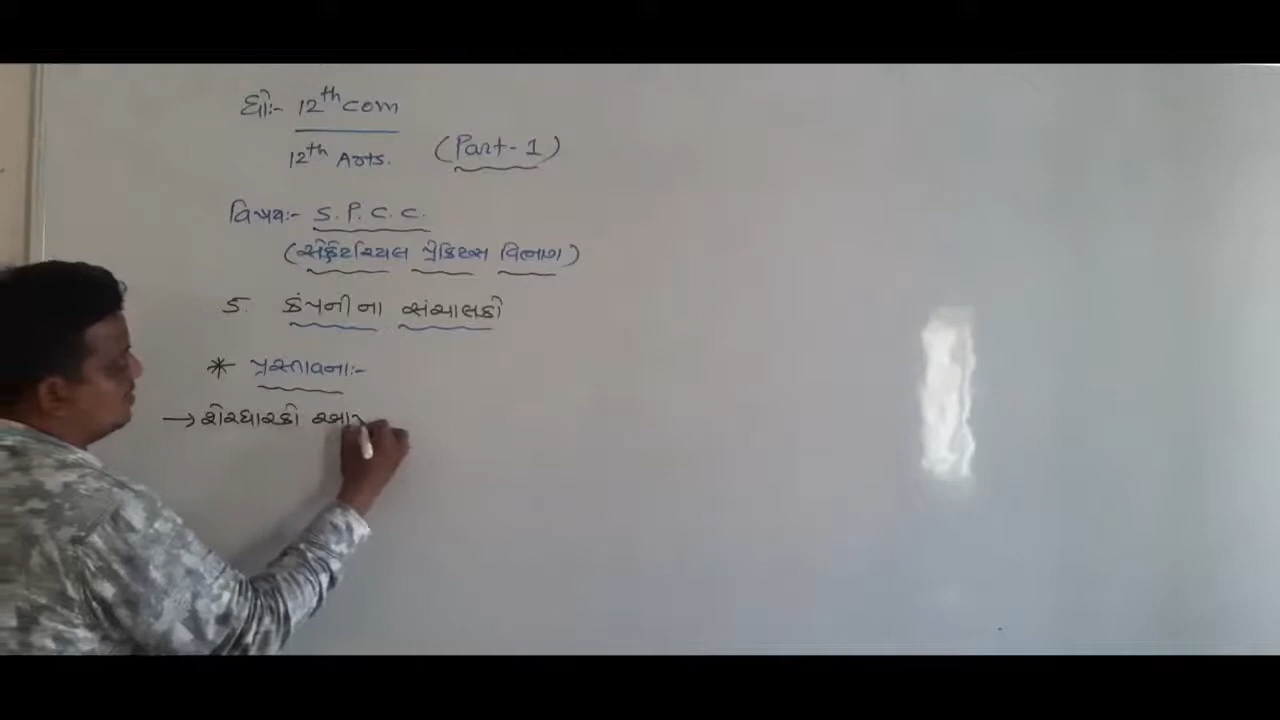 ધો:- 12th com
12th Arts. (Part-1)
વિષય:- S. P. C. C.
(સેક્રેટરિયલ પ્રેક્ટિસ વિભાગ)
5. કંપનીના સંચાલકો
* પ્રસ્તાવના:-
→ શેરધારકો